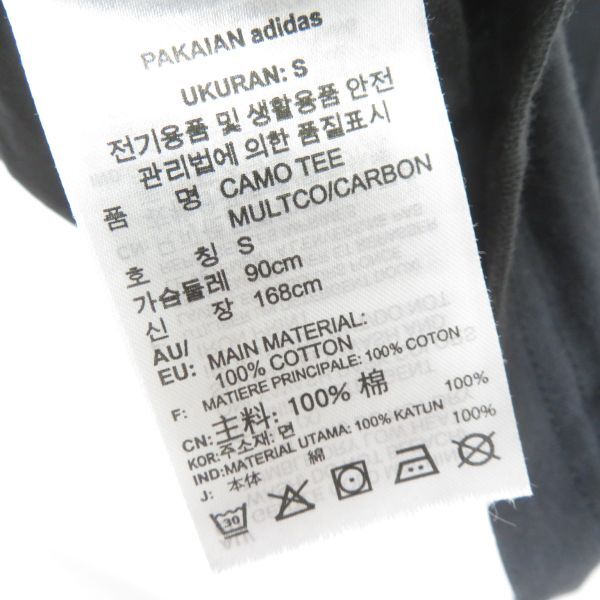 PAKAIAN adidas
UKURAN: S
전기용품 및 생활용품 안전
관리법에 의한 품질표시
품 명 CAMO TEE
MULTCO/CARBON
호 칭 S
가슴둘레 90cm
신 장 168cm
AU/
EU: MAIN MATERIAL:
100% COTTON
F: MATIERE PRINCIPALE: 100% COTON
CN: 主料: 100% 棉
KOR: 주소재: 면 100%
IND: MATERIAL UTAMA: 100% KATUN
J: 本体 綿 100%
30